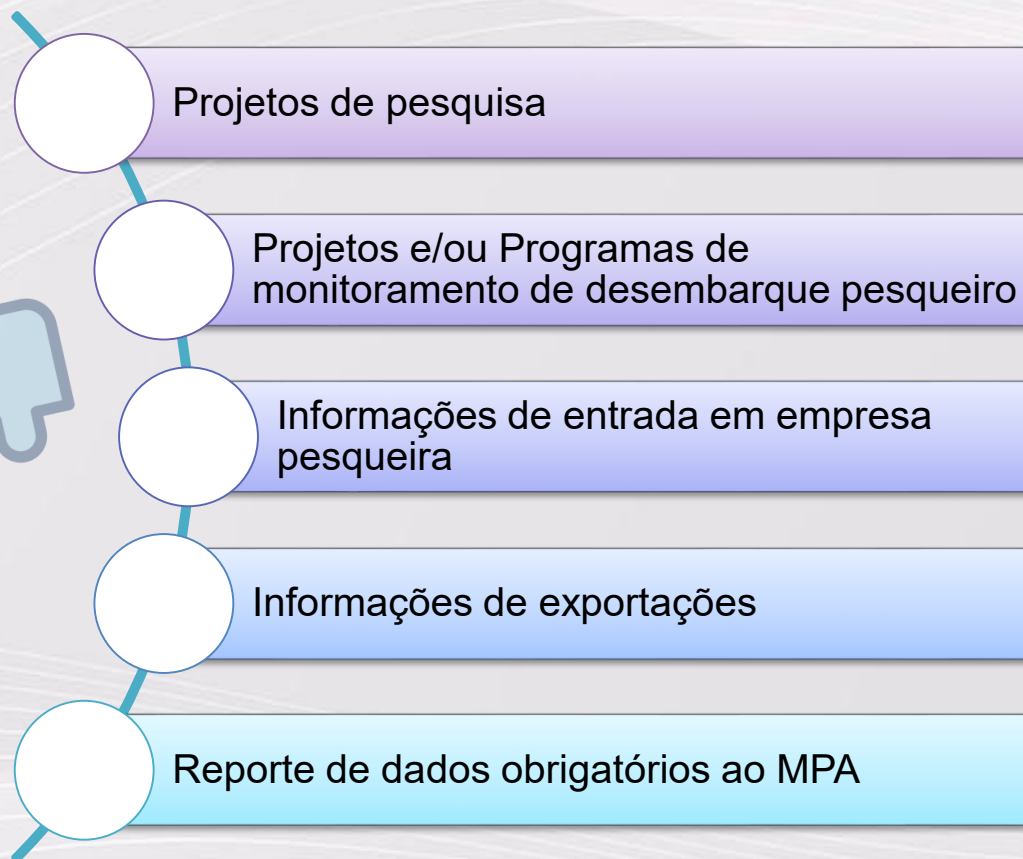 Projetos de pesquisa
Projetos e/ou Programas de
monitoramento de desembarque pesqueiro
Informações de entrada em empresa
pesqueira
Informações de exportações
Reporte de dados obrigatórios ao MPA